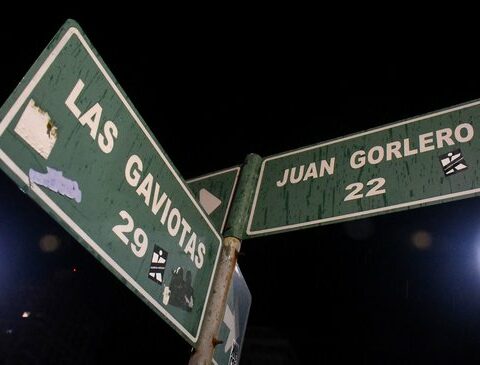 LAS GAVIOTAS
29
JUAN GORLERO
22